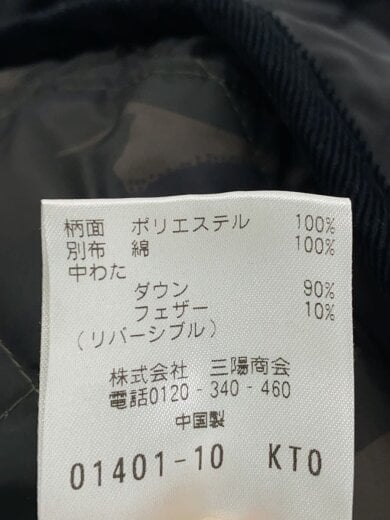 柄面 ポリエステル 100%
別布 綿 100%
中わた
ダウン 90%
フェザー 10%
(リバーシブル)
株式会社 三陽商会
電話0120-340-460
中国製
01401-10 KTO